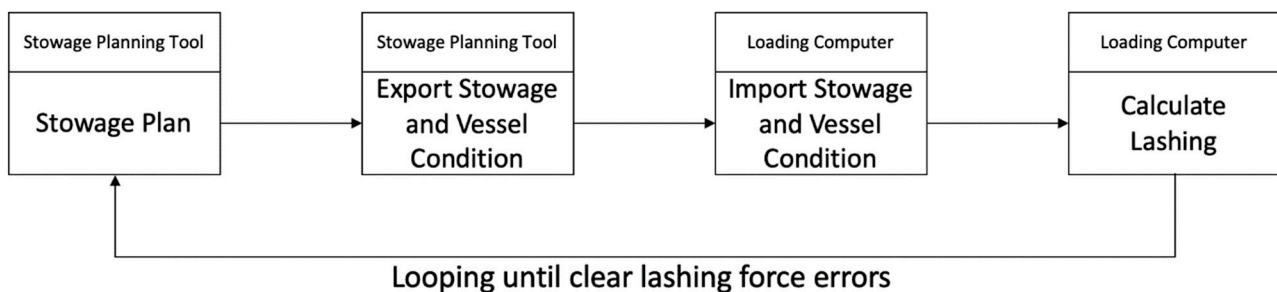 Stowage Planning Tool
Stowage Plan
Stowage Planning Tool
Export Stowage
and Vessel
Condition
Loading Computer
Import Stowage
and Vessel
Condition
Loading Computer
Calculate
Lashing
Looping until clear lashing force errors